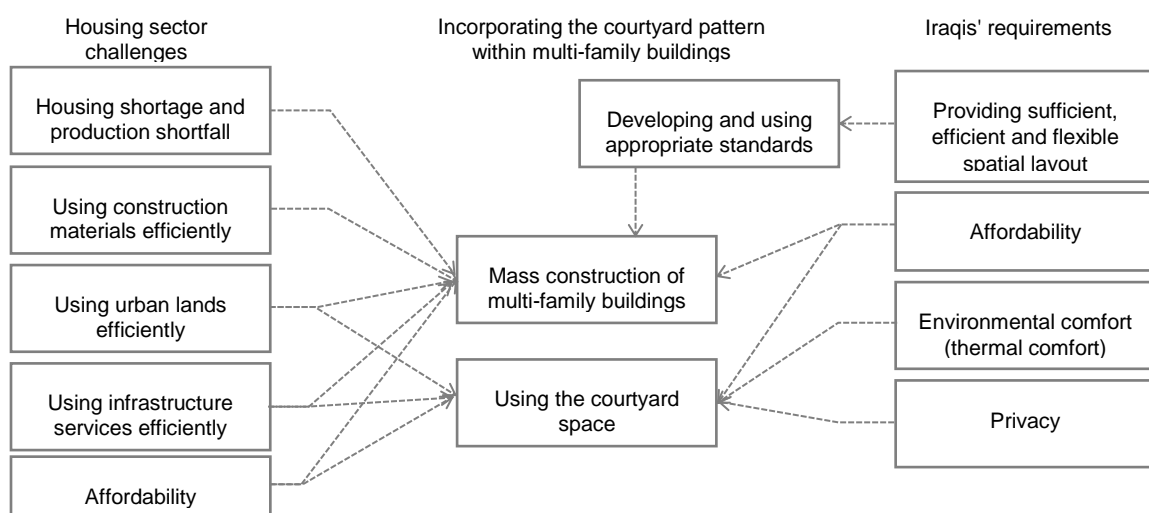 Housing sector
challenges
Housing shortage and
production shortfall
Using construction
materials efficiently
Using urban lands
efficiently
Using infrastructure
services efficiently
Affordability
Incorporating the courtyard pattern
within multi-family buildings
Developing and using
appropriate standards
Mass construction of
multi-family buildings
Using the courtyard
space
Iraqis' requirements
Providing sufficient,
efficient and flexible
spatial layout
Affordability
Environmental comfort
(thermal comfort)
Privacy